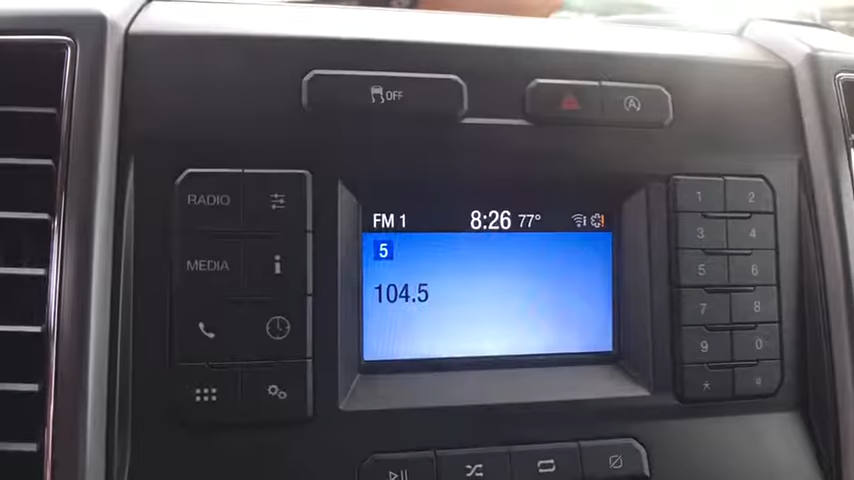 OFF
A
RADIO
MEDIA
i
FM 1 8:26 77°
5
104.5
1 2
3 4
5 6
7 8
9 0
* #